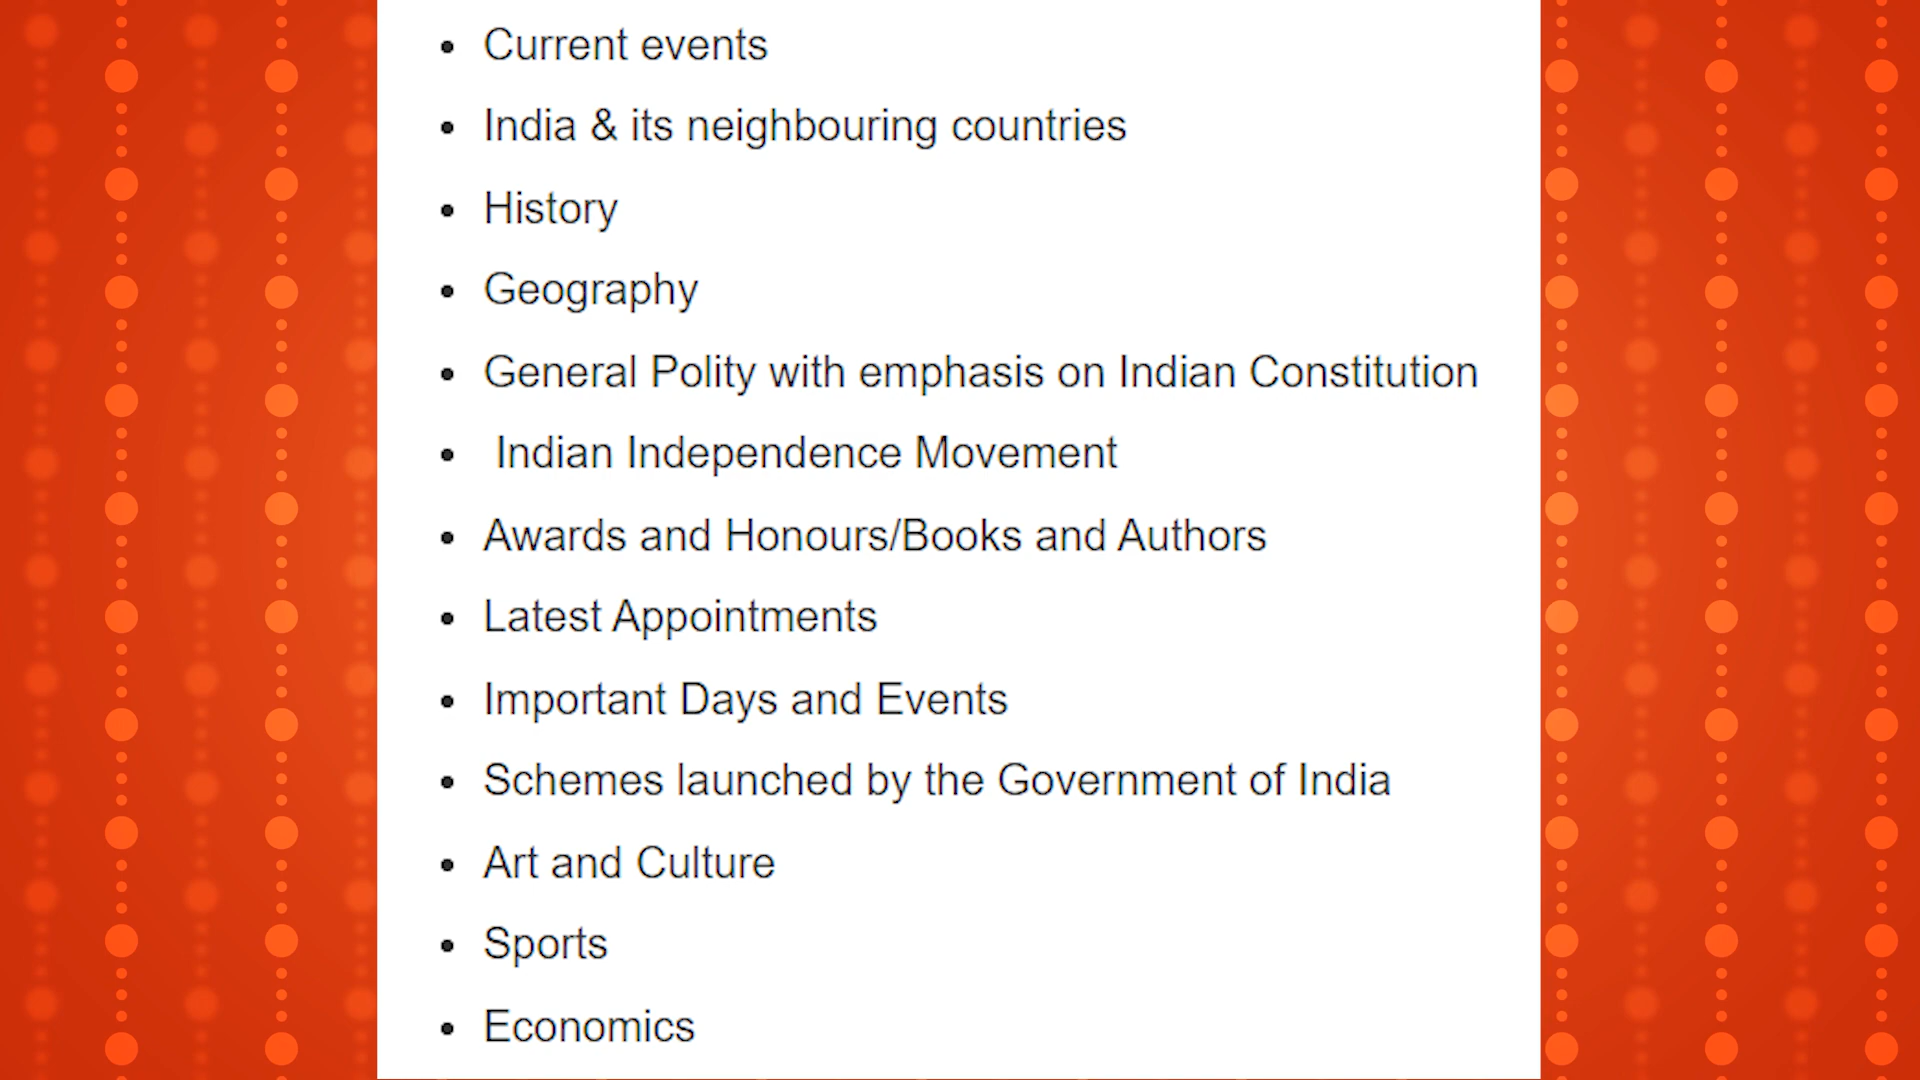 • Current events
• India & its neighbouring countries
• History
• Geography
• General Polity with emphasis on Indian Constitution
• Indian Independence Movement
• Awards and Honours/Books and Authors
• Latest Appointments
• Important Days and Events
• Schemes launched by the Government of India
• Art and Culture
• Sports
• Economics